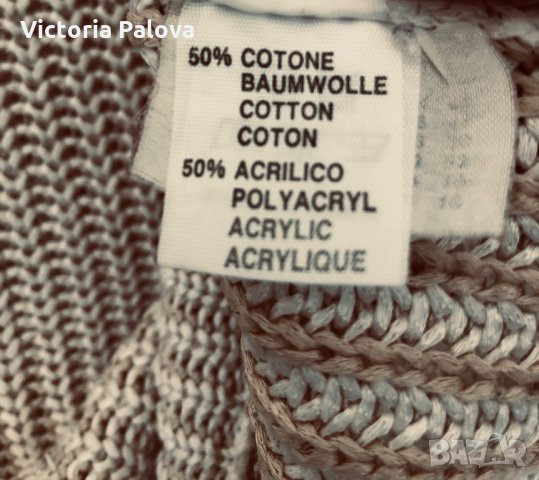 Victoria Palova
50% COTONE
BAUMWOLLE
COTTON
COTON
50% ACRILICO
POLYACRYL
ACRYLIC
ACRYLIQUE
BAZAR